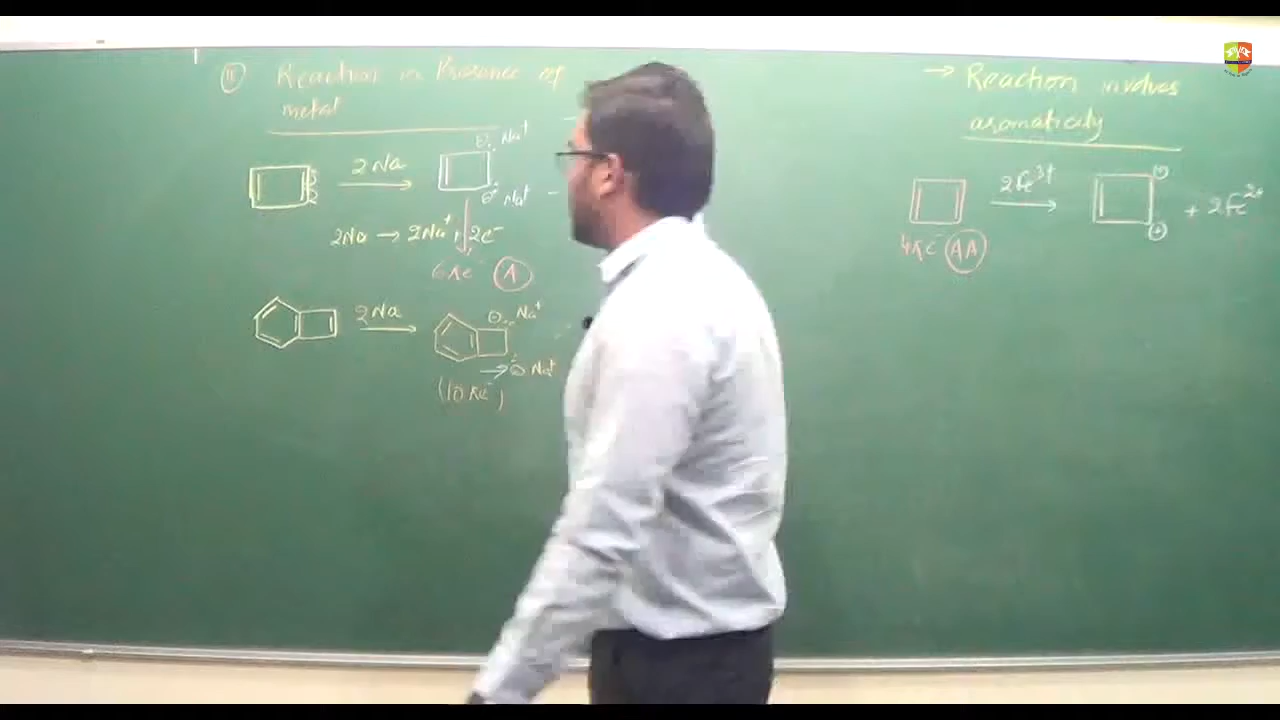 II Reaction in Presence of
metal
2Na
⊖ Na⁺
⊖ Na⁺
2Na → 2Na⁺ + 2e⁻
6πe⁻ A
2Na
⊖ Na⁺
→ ⊖ Na⁺
(10πe⁻)
→ Reaction involves
aromaticity
2Fe³⁺
⊕
⊕
+ 2Fe²⁺
4πe⁻ AA